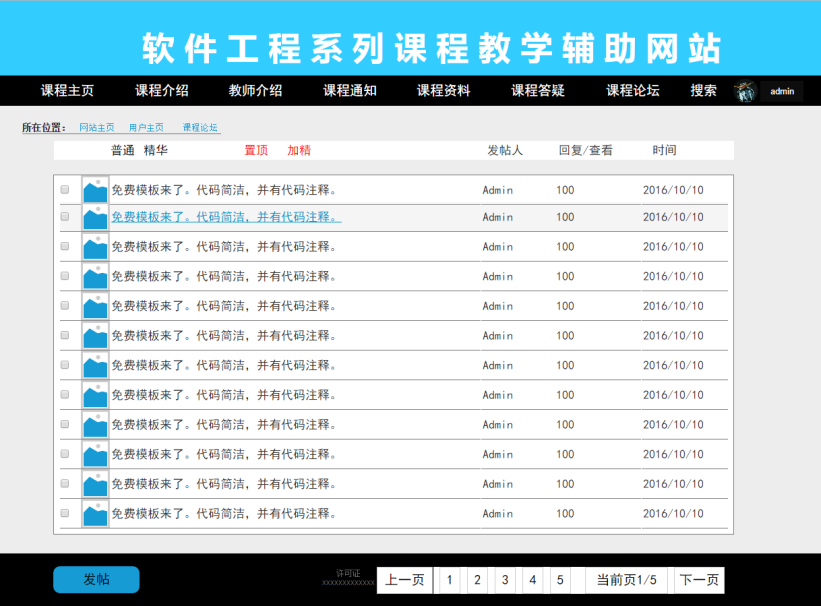 软件工程系列课程教学辅助网站
课程主页 课程介绍 教师介绍 课程通知 课程资料 课程答疑 课程论坛 搜索 admin
所在位置: 网站主页 用户主页 课程论坛
普通 精华 置顶 加精 发帖人 回复/查看 时间
免费模板来了。代码简洁，并有代码注释。 Admin 100 2016/10/10
免费模板来了。代码简洁，并有代码注释。 Admin 100 2016/10/10
免费模板来了。代码简洁，并有代码注释。 Admin 100 2016/10/10
免费模板来了。代码简洁，并有代码注释。 Admin 100 2016/10/10
免费模板来了。代码简洁，并有代码注释。 Admin 100 2016/10/10
免费模板来了。代码简洁，并有代码注释。 Admin 100 2016/10/10
免费模板来了。代码简洁，并有代码注释。 Admin 100 2016/10/10
免费模板来了。代码简洁，并有代码注释。 Admin 100 2016/10/10
免费模板来了。代码简洁，并有代码注释。 Admin 100 2016/10/10
免费模板来了。代码简洁，并有代码注释。 Admin 100 2016/10/10
免费模板来了。代码简洁，并有代码注释。 Admin 100 2016/10/10
免费模板来了。代码简洁，并有代码注释。 Admin 100 2016/10/10
发帖 许可证 上一页 1 2 3 4 5 当前页1/5 下一页
xxxxxxxxxxxxx